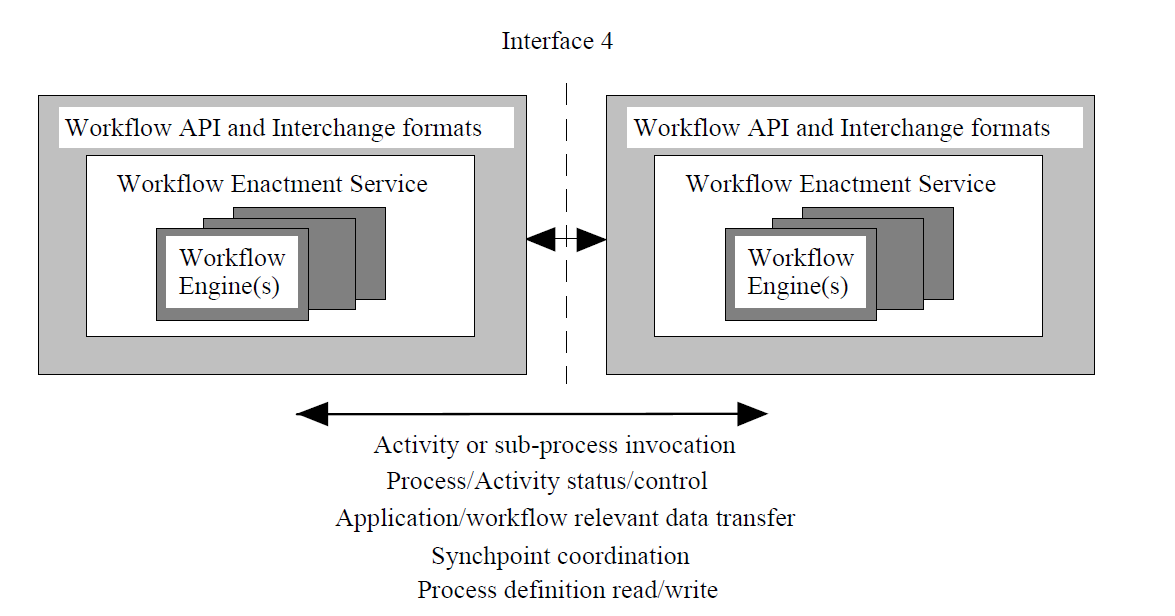 Interface 4
Workflow API and Interchange formats
Workflow Enactment Service
Workflow
Engine(s)
Workflow API and Interchange formats
Workflow Enactment Service
Workflow
Engine(s)
Activity or sub-process invocation
Process/Activity status/control
Application/workflow relevant data transfer
Synchpoint coordination
Process definition read/write